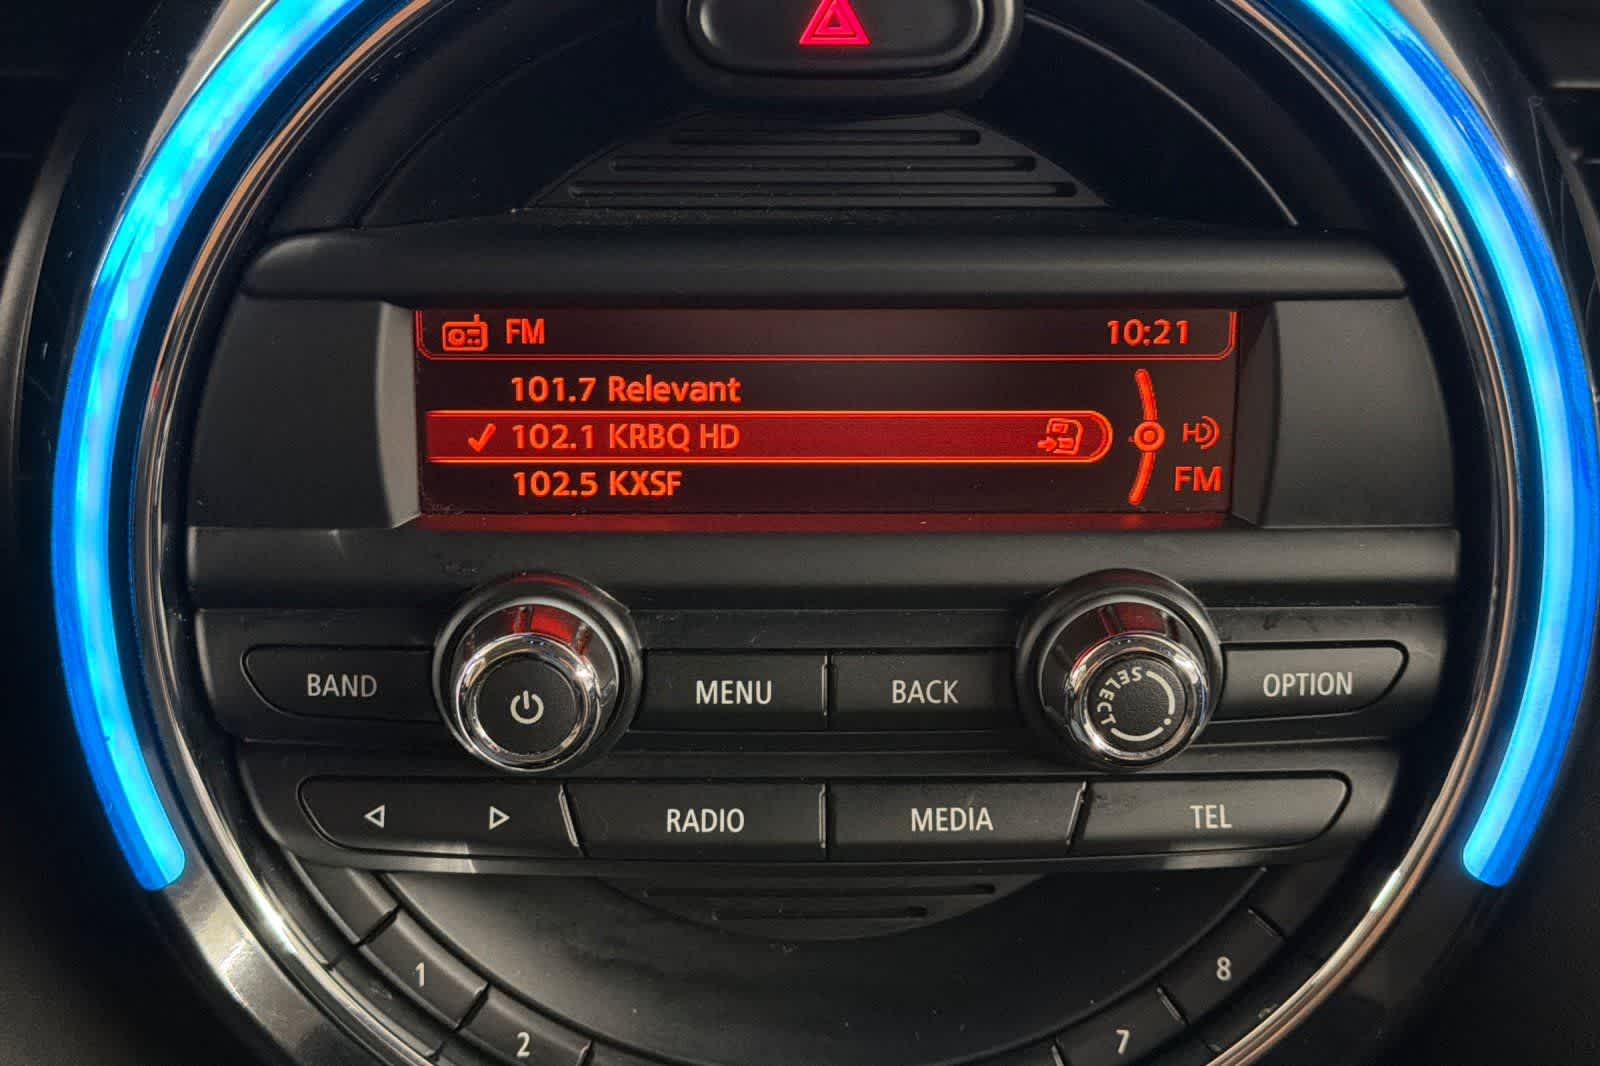 FM 10:21
101.7 Relevant
102.1 KRBQ HD
HD
102.5 KXSF
FM
BAND MENU BACK SELECT OPTION
RADIO MEDIA TEL
1 8
2 7